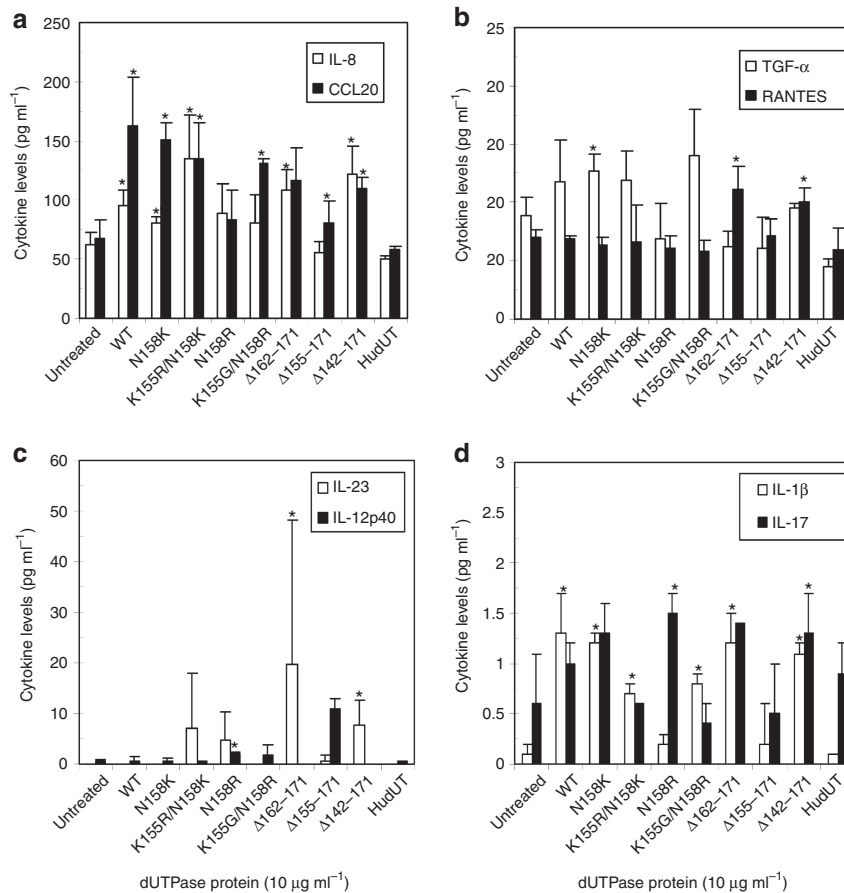 a
250
200
150
100
50
0
Cytokine levels (pg ml⁻¹)
IL-8
CCL20
* * * * * * * * * * *
Untreated
WT
N158K
K155R/N158K
N158R
K155G/N158R
Δ162–171
Δ155–171
Δ142–171
HudUT
b
25
20
20
20
20
0
Cytokine levels (pg ml⁻¹)
TGF-α
RANTES
* * *
Untreated
WT
N158K
K155R/N158K
N158R
K155G/N158R
Δ162–171
Δ155–171
Δ142–171
HudUT
c
60
50
40
30
20
10
0
Cytokine levels (pg ml⁻¹)
IL-23
IL-12p40
* * *
Untreated
WT
N158K
K155R/N158K
N158R
K155G/N158R
Δ162–171
Δ155–171
Δ142–171
HudUT
dUTPase protein (10 μg ml⁻¹)
d
3
2.5
2
1.5
1
0.5
0
Cytokine levels (pg ml⁻¹)
IL-1β
IL-17
* * * * * * * *
Untreated
WT
N158K
K155R/N158K
N158R
K155G/N158R
Δ162–171
Δ155–171
Δ142–171
HudUT
dUTPase protein (10 μg ml⁻¹)